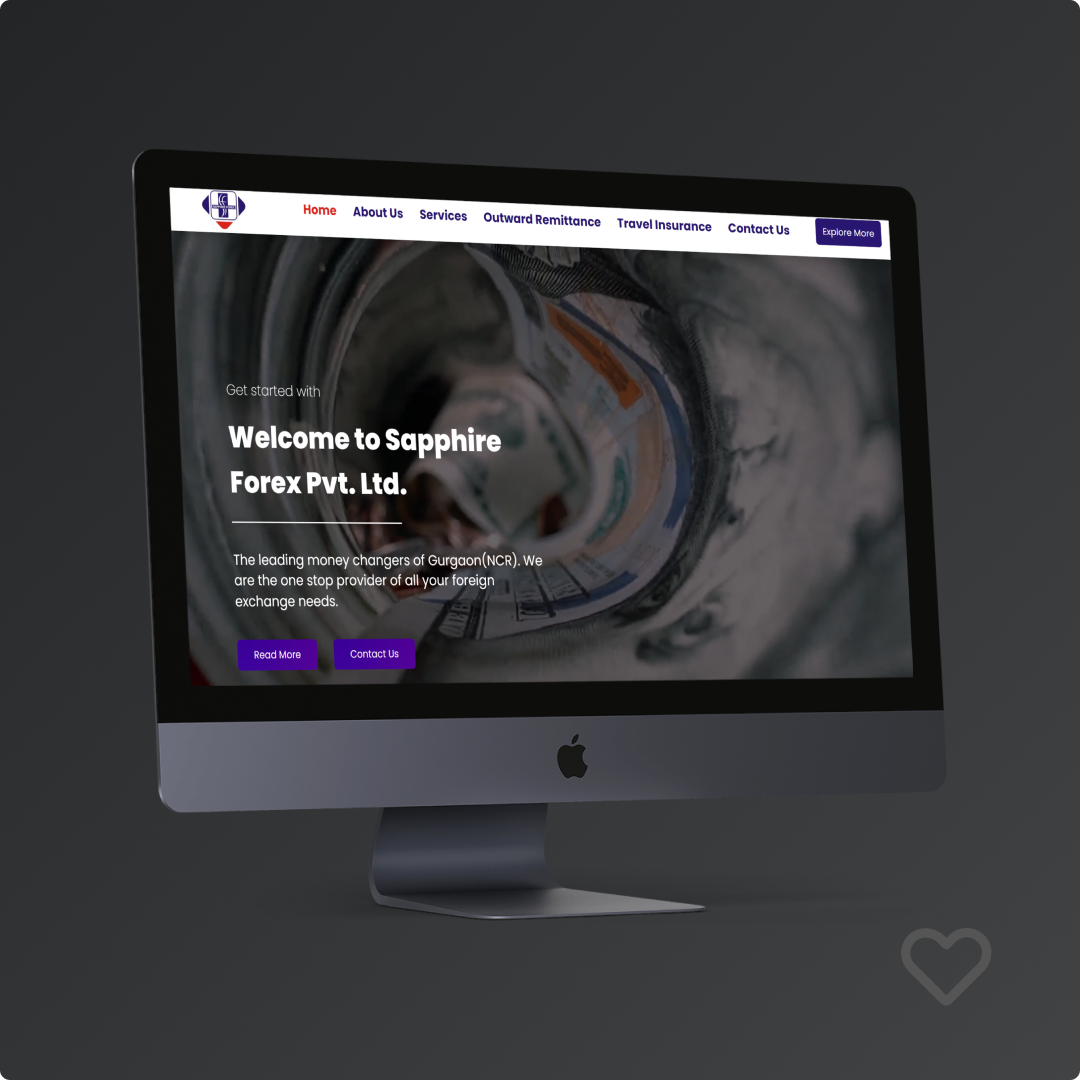 Home About Us Services Outward Remittance Travel Insurance Contact Us Explore More
Get started with
Welcome to Sapphire
Forex Pvt. Ltd.
The leading money changers of Gurgaon(NCR). We
are the one stop provider of all your foreign
exchange needs.
Read More Contact Us